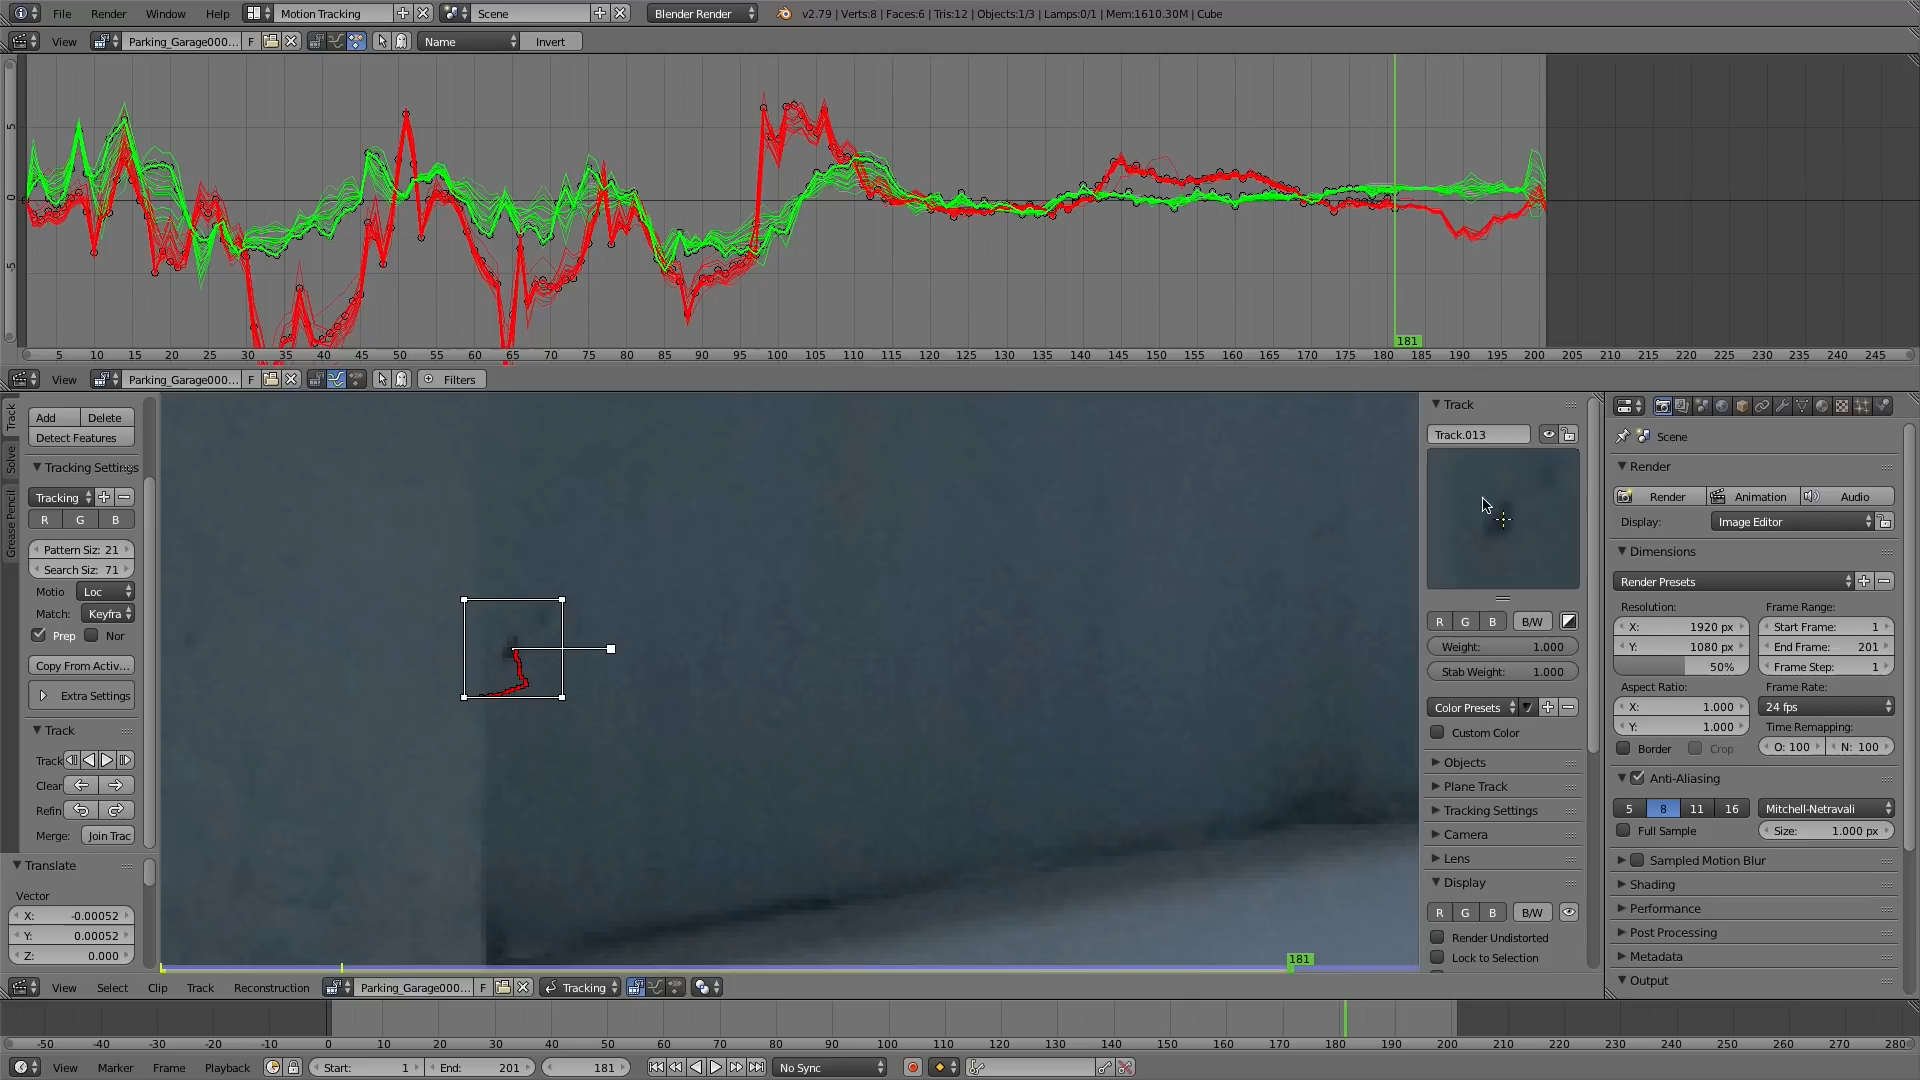 File Render Window Help Motion Tracking Scene Blender Render v2.79 | Verts:8 | Faces:6 | Tris:12 | Objects:1/3 | Lamps:0/1 | Mem:1610.30M | Cube
View Parking_Garage000... F Name Invert
5
0
-5
181
5 10 15 20 25 30 35 40 45 50 55 60 65 70 75 80 85 90 95 100 105 110 115 120 125 130 135 140 145 150 155 160 165 170 175 180 185 190 195 200 205 210 215 220 225 230 235 240 245
View Parking_Garage000... F Filters
Track
Solve
Grease Pencil
Add Delete
Detect Features
Tracking Settings
Tracking
R G B
Pattern Siz: 21
Search Siz: 71
Motio Loc
Match: Keyfra
Prep Nor
Copy From Activ...
Extra Settings
Track
Track
Clear
Refin
Merge: Join Trac
Translate
Vector
X: -0.00052
Y: 0.00052
Z: 0.000
181
Track
Track.013
R G B B/W
Weight: 1.000
Stab Weight: 1.000
Color Presets
Custom Color
Objects
Plane Track
Tracking Settings
Camera
Lens
Display
R G B B/W
Render Undistorted
Lock to Selection
Scene
Render
Render Animation Audio
Display: Image Editor
Dimensions
Render Presets
Resolution: Frame Range:
X: 1920 px Start Frame: 1
Y: 1080 px End Frame: 201
50% Frame Step: 1
Aspect Ratio: Frame Rate:
X: 1.000 24 fps
Y: 1.000 Time Remapping:
Border Crop O: 100 N: 100
Anti-Aliasing
5 8 11 16 Mitchell-Netravali
Full Sample Size: 1.000 px
Sampled Motion Blur
Shading
Performance
Post Processing
Metadata
Output
View Select Clip Track Reconstruction Parking_Garage000... F Tracking
-50 -40 -30 -20 -10 0 10 20 30 40 50 60 70 80 90 100 110 120 130 140 150 160 170 180 190 200 210 220 230 240 250 260 270 280
View Marker Frame Playback Start: 1 End: 201 181 No Sync